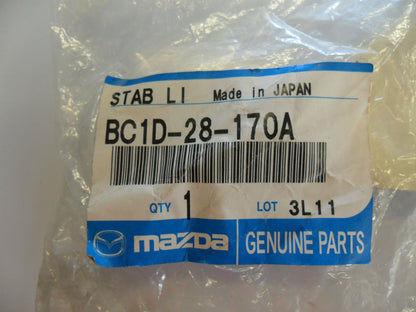 STAB LI Made in JAPAN
BC1D-28-170A
QTY 1 LOT 3L11
mazda GENUINE PARTS